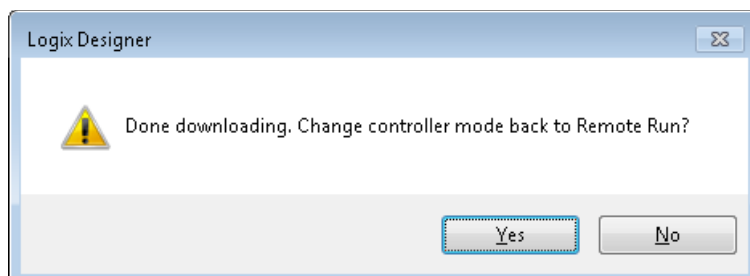 Logix Designer
Done downloading. Change controller mode back to Remote Run?
Yes
No